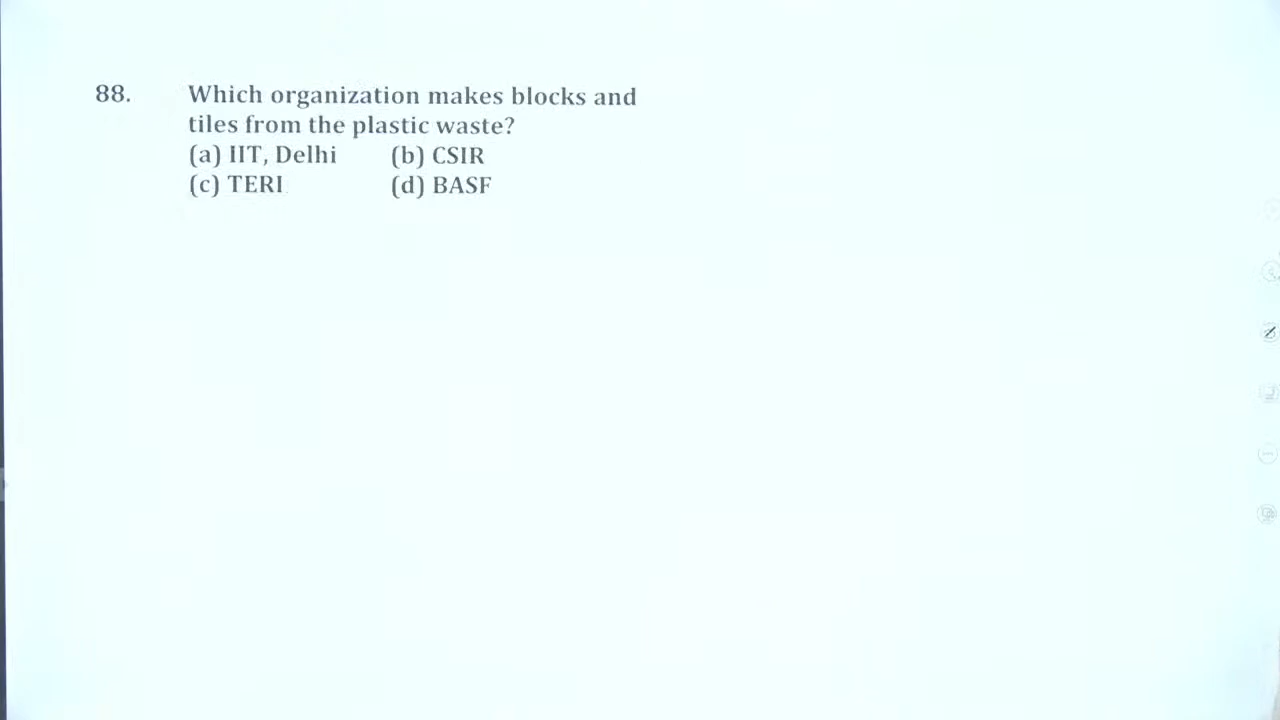 88. Which organization makes blocks and
tiles from the plastic waste?
(a) IIT, Delhi (b) CSIR
(c) TERI (d) BASF